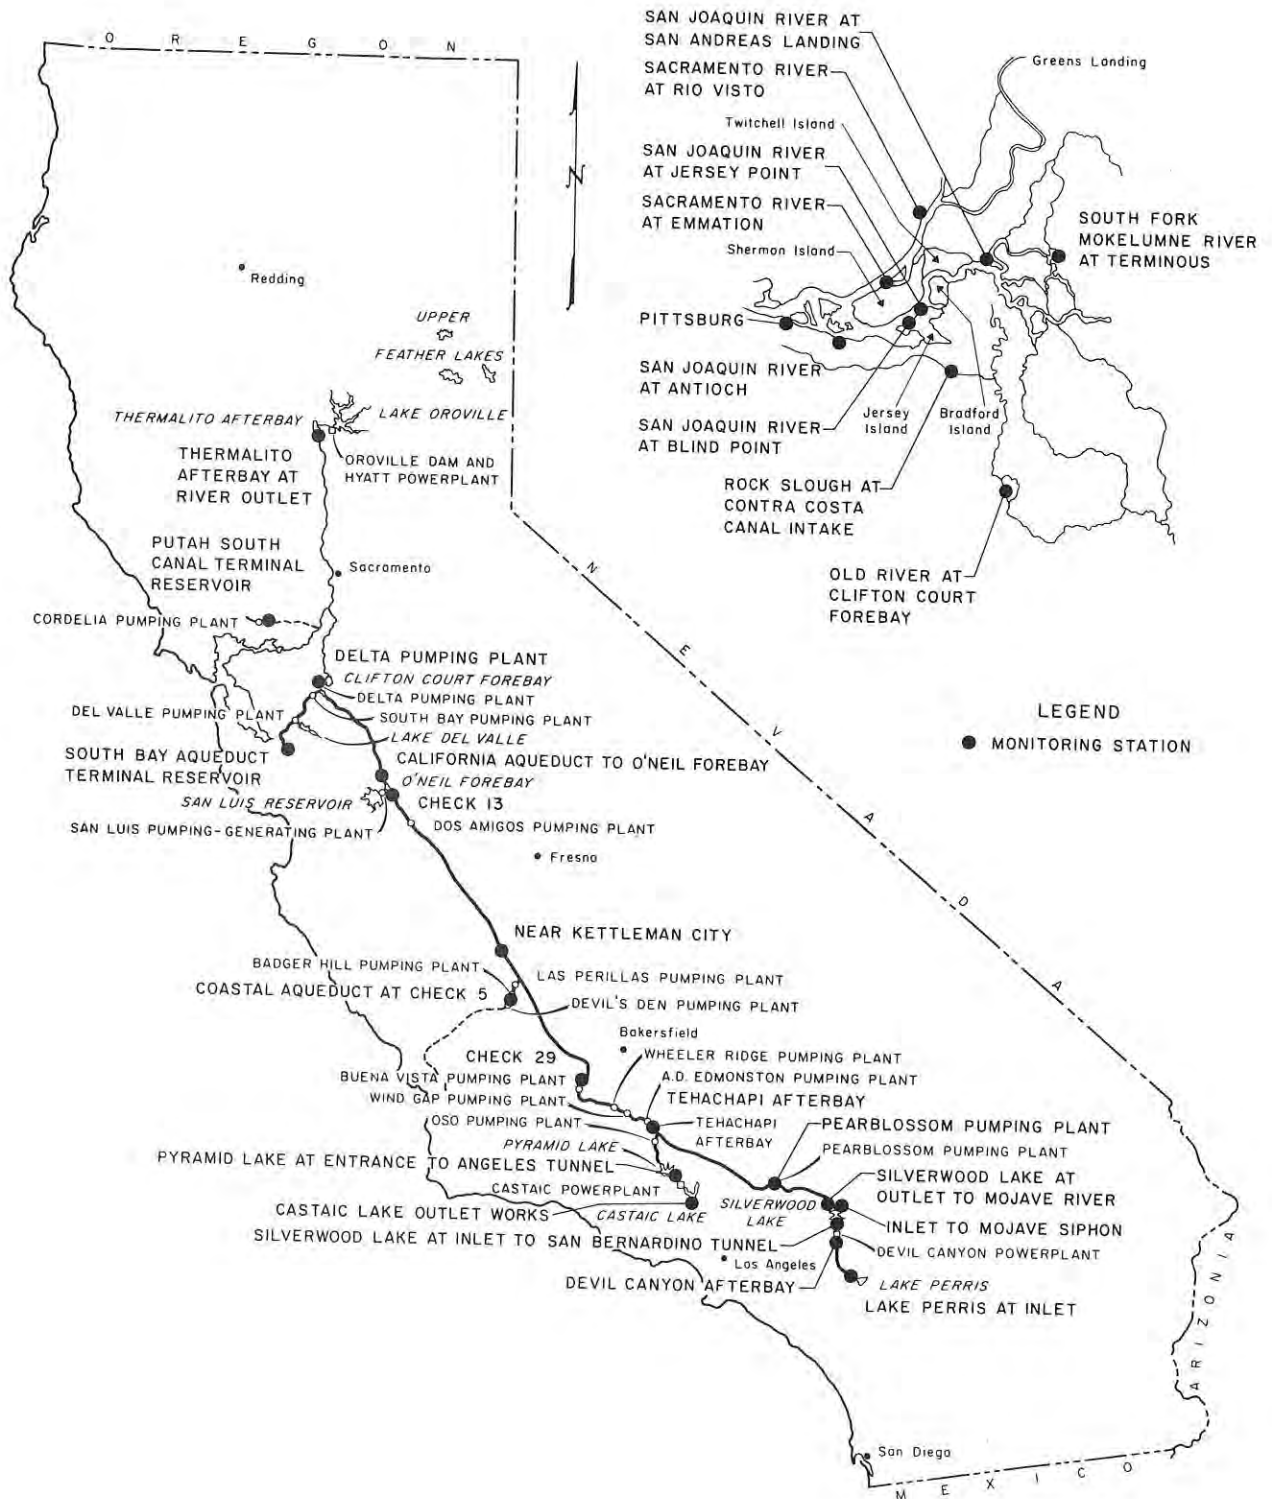 O R E G O N
Redding
UPPER
FEATHER LAKES
THERMALITO AFTERBAY
LAKE OROVILLE
THERMALITO
AFTERBAY AT
RIVER OUTLET
OROVILLE DAM AND
HYATT POWERPLANT
PUTAH SOUTH
CANAL TERMINAL
RESERVOIR
Sacramento
CORDELIA PUMPING PLANT
DELTA PUMPING PLANT
CLIFTON COURT FOREBAY
DELTA PUMPING PLANT
DEL VALLE PUMPING PLANT
SOUTH BAY PUMPING PLANT
LAKE DEL VALLE
SOUTH BAY AQUEDUCT
TERMINAL RESERVOIR
CALIFORNIA AQUEDUCT TO O'NEIL FOREBAY
O'NEIL FOREBAY
SAN LUIS RESERVOIR
CHECK 13
SAN LUIS PUMPING-GENERATING PLANT
DOS AMIGOS PUMPING PLANT
Fresno
NEAR KETTLEMAN CITY
BADGER HILL PUMPING PLANT
LAS PERILLAS PUMPING PLANT
COASTAL AQUEDUCT AT CHECK 5
DEVIL'S DEN PUMPING PLANT
Bakersfield
CHECK 29
WHEELER RIDGE PUMPING PLANT
BUENA VISTA PUMPING PLANT
A.D. EDMONSTON PUMPING PLANT
WIND GAP PUMPING PLANT
TEHACHAPI AFTERBAY
OSO PUMPING PLANT
TEHACHAPI
AFTERBAY
PEARBLOSSOM PUMPING PLANT
PYRAMID LAKE
PEARBLOSSOM PUMPING PLANT
PYRAMID LAKE AT ENTRANCE TO ANGELES TUNNEL
SILVERWOOD LAKE AT
OUTLET TO MOJAVE RIVER
CASTAIC POWERPLANT
SILVERWOOD
LAKE
CASTAIC LAKE OUTLET WORKS
CASTAIC LAKE
INLET TO MOJAVE SIPHON
SILVERWOOD LAKE AT INLET TO SAN BERNARDINO TUNNEL
DEVIL CANYON POWERPLANT
Los Angeles
DEVIL CANYON AFTERBAY
LAKE PERRIS
LAKE PERRIS AT INLET
San Diego
N E V A D A
A R I Z O N I A
M E X I C O
N
SAN JOAQUIN RIVER AT
SAN ANDREAS LANDING
SACRAMENTO RIVER
AT RIO VISTO
Greens Landing
Twitchell Island
SAN JOAQUIN RIVER
AT JERSEY POINT
SACRAMENTO RIVER
AT EMMATION
Shermon Island
SOUTH FORK
MOKELUMNE RIVER
AT TERMINOUS
PITTSBURG
SAN JOAQUIN RIVER
AT ANTIOCH
Jersey
Island
Bradford
Island
SAN JOAQUIN RIVER
AT BLIND POINT
ROCK SLOUGH AT
CONTRA COSTA
CANAL INTAKE
OLD RIVER AT
CLIFTON COURT
FOREBAY
LEGEND
MONITORING STATION